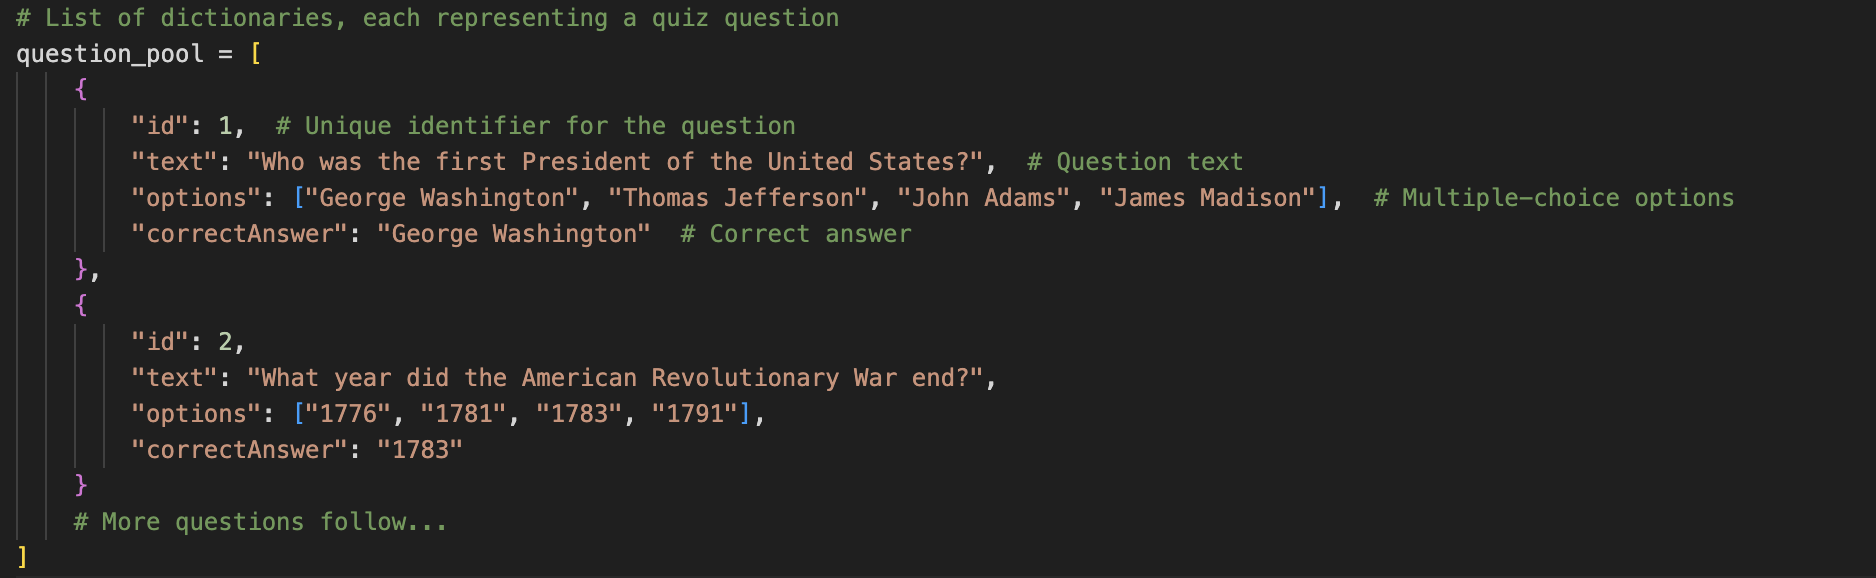 # List of dictionaries, each representing a quiz question
question_pool = [
    {
        "id": 1,  # Unique identifier for the question
        "text": "Who was the first President of the United States?",  # Question text
        "options": ["George Washington", "Thomas Jefferson", "John Adams", "James Madison"],  # Multiple-choice options
        "correctAnswer": "George Washington"  # Correct answer
    },
    {
        "id": 2,
        "text": "What year did the American Revolutionary War end?",
        "options": ["1776", "1781", "1783", "1791"],
        "correctAnswer": "1783"
    }
    # More questions follow...
]